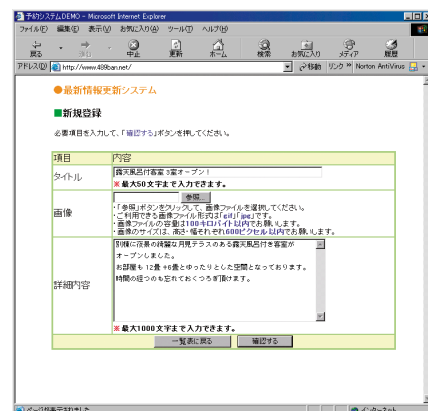 予約システムDEMO - Microsoft Internet Explorer
ファイル(F) 編集(E) 表示(V) お気に入り(A) ツール(T) ヘルプ(H)
戻る 進む 中止 更新 ホーム 検索 お気に入り メディア 履歴
アドレス(D) http://www.489ban.net/ 移動 リンク » Norton AntiVirus
●最新情報更新システム
■新規登録
必要項目を入力して、「確認する」ボタンを押してください。
項目 内容
タイトル 露天風呂付客室 3室オープン！
※最大50文字まで入力できます。
画像 参照...
・「参照」ボタンをクリックして、画像ファイルを選択してください。
・ご利用できる画像ファイル形式は「gif」「jpg」です。
・画像ファイルの容量は100キロバイト以内でお願します。
・画像のサイズは、高さ・幅それぞれ600ピクセル以内でお願いします。
詳細内容
別棟に夜景の綺麗な月見テラスのある露天風呂付き客室が
オープンしました。
お部屋も 12畳 +6畳とゆったりとした空間となっております。
時間の経つのも忘れておくつろぎ頂けます。
※最大1000文字まで入力できます。
一覧表に戻る 確認する
ページが表示されました
インターネット